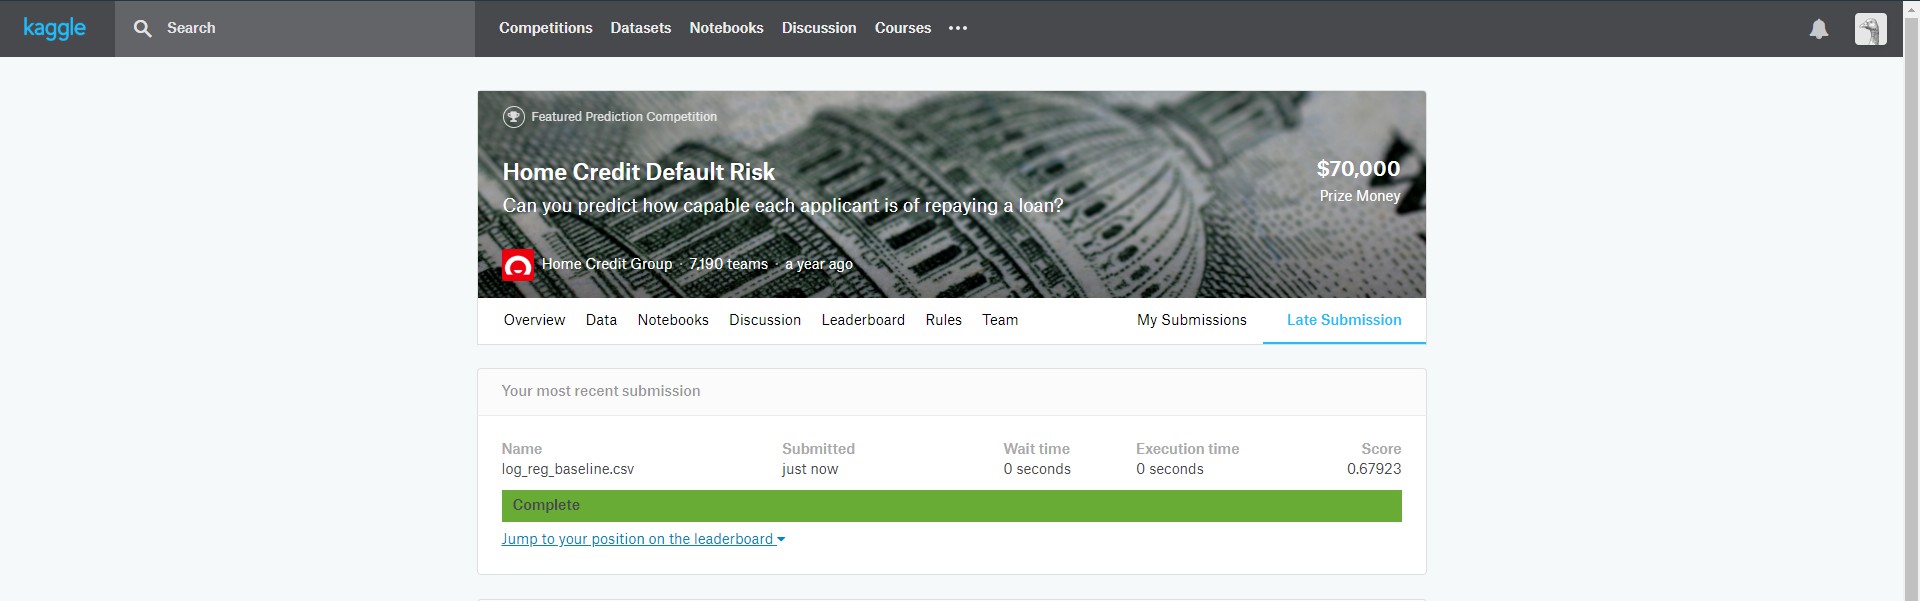 kaggle Search Competitions Datasets Notebooks Discussion Courses
Featured Prediction Competition
Home Credit Default Risk
$70,000
Can you predict how capable each applicant is of repaying a loan?
Prize Money
Home Credit Group · 7,190 teams · a year ago
Overview Data Notebooks Discussion Leaderboard Rules Team My Submissions Late Submission
Your most recent submission
Name Submitted Wait time Execution time Score
log_reg_baseline.csv just now 0 seconds 0 seconds 0.67923
Complete
Jump to your position on the leaderboard